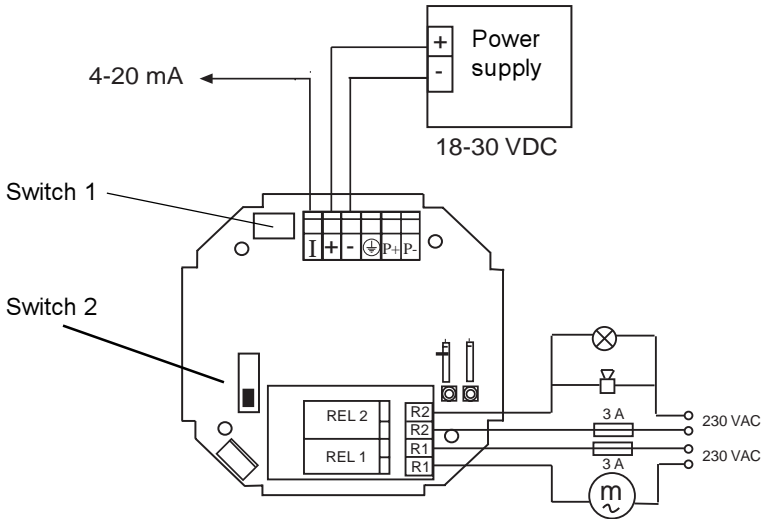 + Power
- supply
4-20 mA
18-30 VDC
Switch 1
I + - P+ P-
Switch 2
REL 2 R2 3 A 230 VAC
R2
REL 1 R1 230 VAC
R1 3 A
m
~